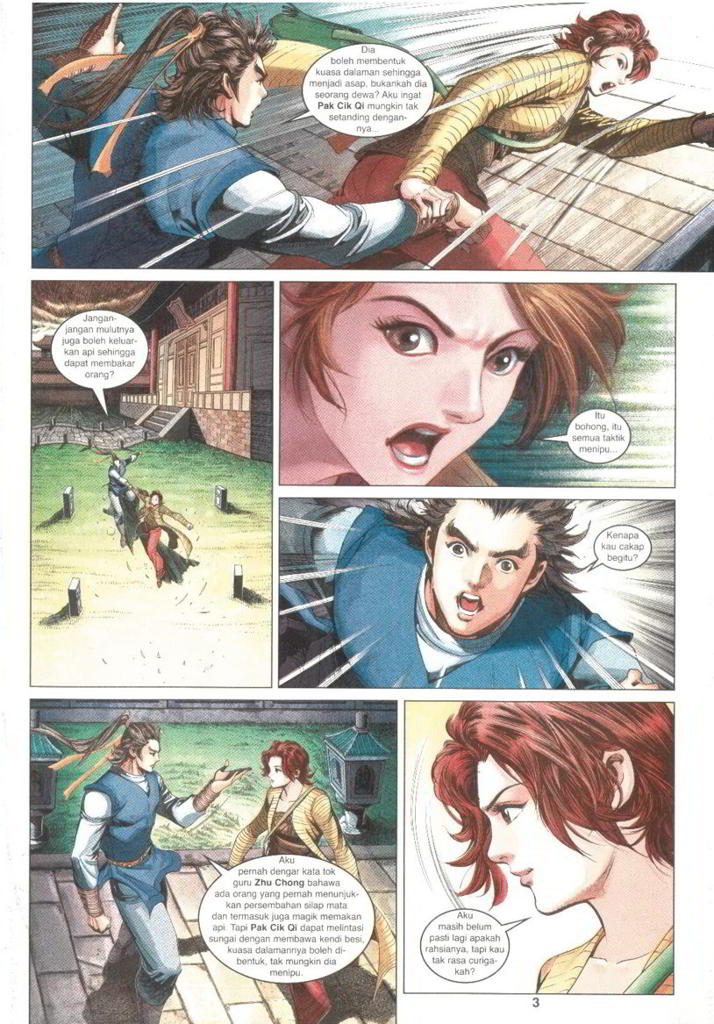 Dia
boleh membentuk
kuasa dalaman sehingga
menjadi asap, bukankah dia
seorang dewa? Aku ingat
Pak Cik Qi mungkin tak
setanding dengan-
nya...
Jangan-
jangan mulutnya
juga boleh keluar-
kan api sehingga
dapat membakar
orang?
Itu
bohong, itu
semua taktik
menipu...
Kenapa
kau cakap
begitu?
Aku
pernah dengar kata tok
guru Zhu Chong bahawa
ada orang yang pernah menunjuk-
kan persembahan silap mata
dan termasuk juga magik memakan
api. Tapi Pak Cik Qi dapat melintasi
sungai dengan membawa kendi besi,
kuasa dalamannya boleh di-
bentuk, tak mungkin dia
menipu.
Aku
masih belum
pasti lagi apakah
rahsianya, tapi kau
tak rasa curiga-
kah?
3